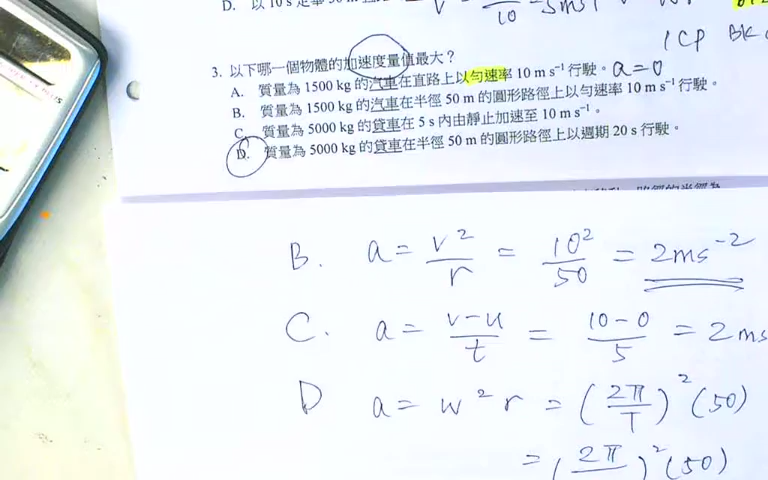 = 5ms
10
1 CP
3. 以下哪一個物體的加速度量值最大？
A. 質量為 1500 kg 的汽車在直路上以勻速率 10 m s⁻¹ 行駛。 a=0
B. 質量為 1500 kg 的汽車在半徑 50 m 的圓形路徑上以勻速率 10 m s⁻¹ 行駛。
C. 質量為 5000 kg 的貨車在 5 s 內由靜止加速至 10 m s⁻¹。
D. 質量為 5000 kg 的貨車在半徑 50 m 的圓形路徑上以週期 20 s 行駛。
B. a = v²/r = 10²/50 = 2ms⁻²
C. a = v-u/t = 10-0/5 = 2ms
D a = w²r = (2π/T)²(50)
= (2π)²(50)